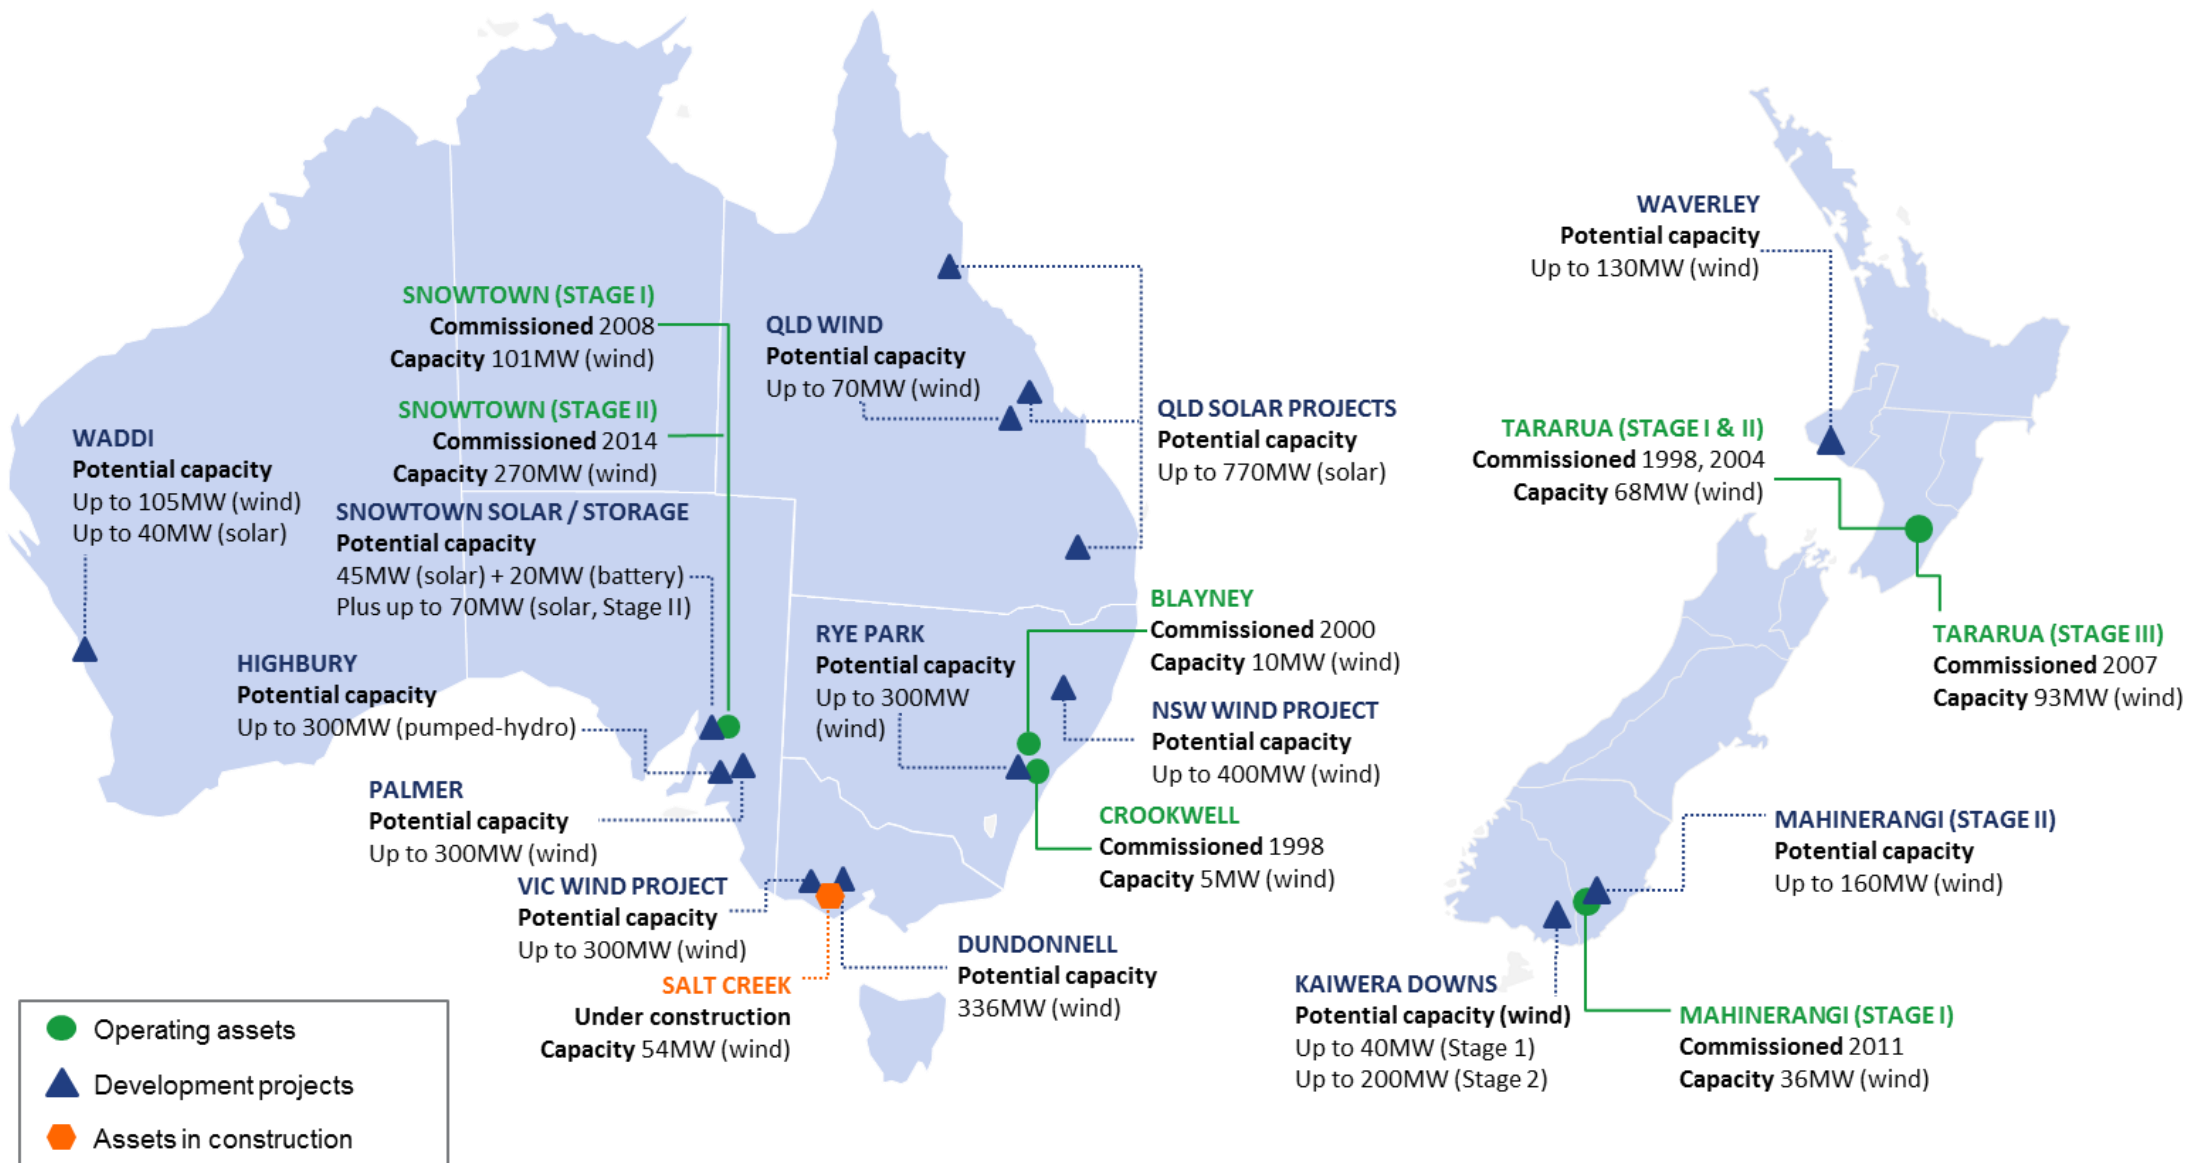 WADDI
Potential capacity
Up to 105MW (wind)
Up to 40MW (solar)
SNOWTOWN (STAGE I)
Commissioned 2008
Capacity 101MW (wind)
SNOWTOWN (STAGE II)
Commissioned 2014
Capacity 270MW (wind)
SNOWTOWN SOLAR / STORAGE
Potential capacity
45MW (solar) + 20MW (battery)
Plus up to 70MW (solar, Stage II)
HIGHBURY
Potential capacity
Up to 300MW (pumped-hydro)
PALMER
Potential capacity
Up to 300MW (wind)
VIC WIND PROJECT
Potential capacity
Up to 300MW (wind)
SALT CREEK
Under construction
Capacity 54MW (wind)
QLD WIND
Potential capacity
Up to 70MW (wind)
QLD SOLAR PROJECTS
Potential capacity
Up to 770MW (solar)
RYE PARK
Potential capacity
Up to 300MW
(wind)
BLAYNEY
Commissioned 2000
Capacity 10MW (wind)
NSW WIND PROJECT
Potential capacity
Up to 400MW (wind)
CROOKWELL
Commissioned 1998
Capacity 5MW (wind)
DUNDONNELL
Potential capacity
336MW (wind)
WAVERLEY
Potential capacity
Up to 130MW (wind)
TARARUA (STAGE I & II)
Commissioned 1998, 2004
Capacity 68MW (wind)
TARARUA (STAGE III)
Commissioned 2007
Capacity 93MW (wind)
MAHINERANGI (STAGE II)
Potential capacity
Up to 160MW (wind)
KAIWERA DOWNS
Potential capacity (wind)
Up to 40MW (Stage 1)
Up to 200MW (Stage 2)
MAHINERANGI (STAGE I)
Commissioned 2011
Capacity 36MW (wind)
Operating assets
Development projects
Assets in construction